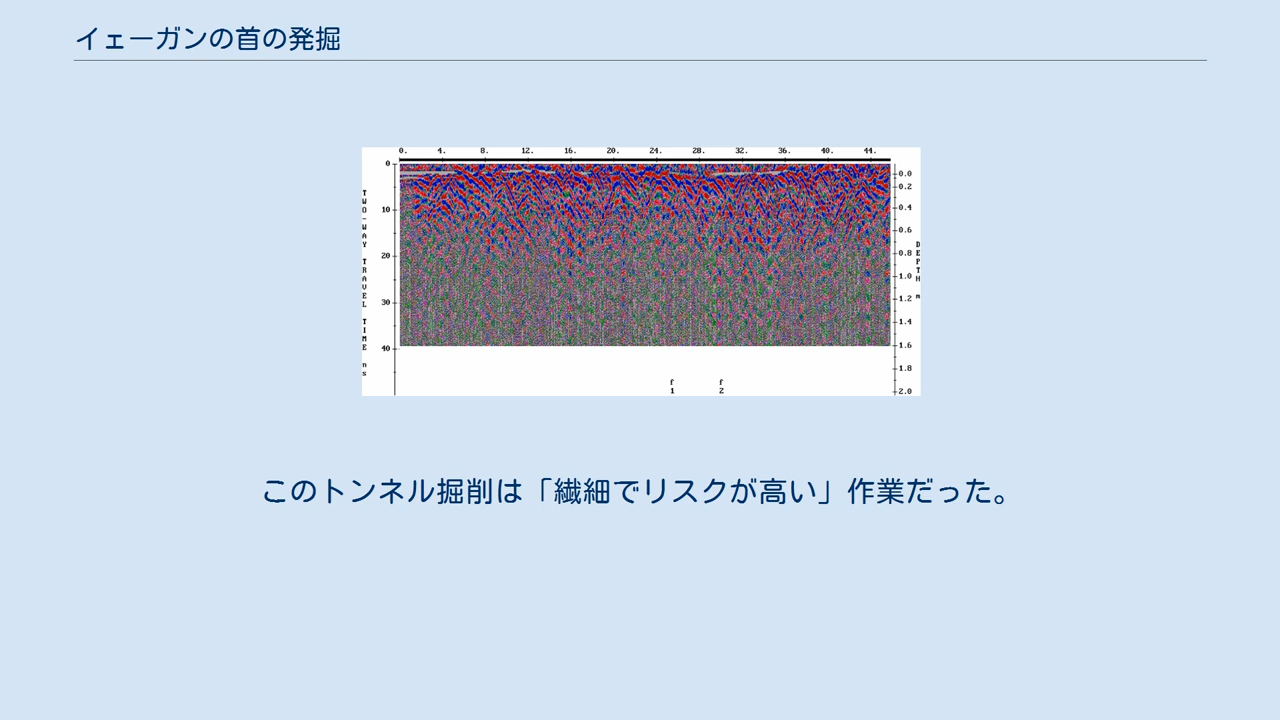 イェーガンの首の発掘
0. 4. 8. 12. 16. 20. 24. 28. 32. 36. 40. 44.
TWO-WAY TRAVEL TIME ns
0
10
20
30
40
0.0
0.2
0.4
0.6
0.8
1.0
1.2
1.4
1.6
1.8
2.0
DEPTH m
f f
1 2
このトンネル掘削は「繊細でリスクが高い」作業だった。